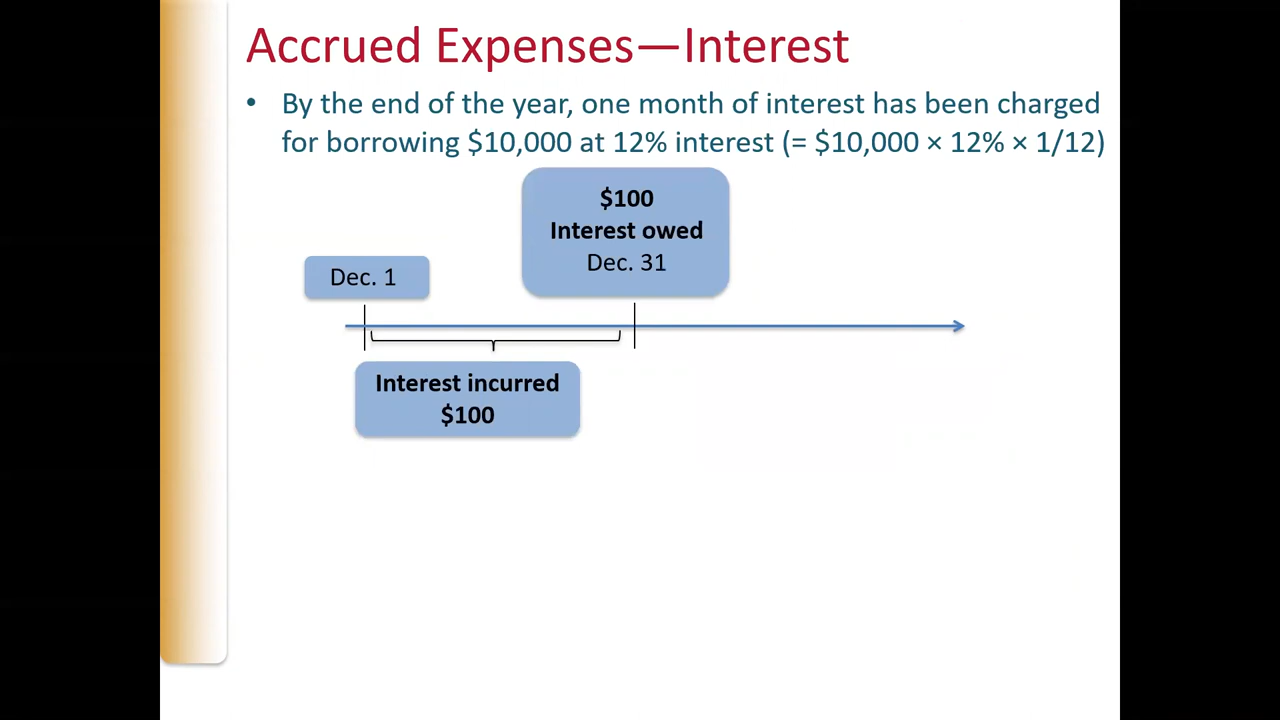 Accrued Expenses—Interest
• By the end of the year, one month of interest has been charged
for borrowing $10,000 at 12% interest (= $10,000 × 12% × 1/12)
$100
Interest owed
Dec. 31
Dec. 1
Interest incurred
$100